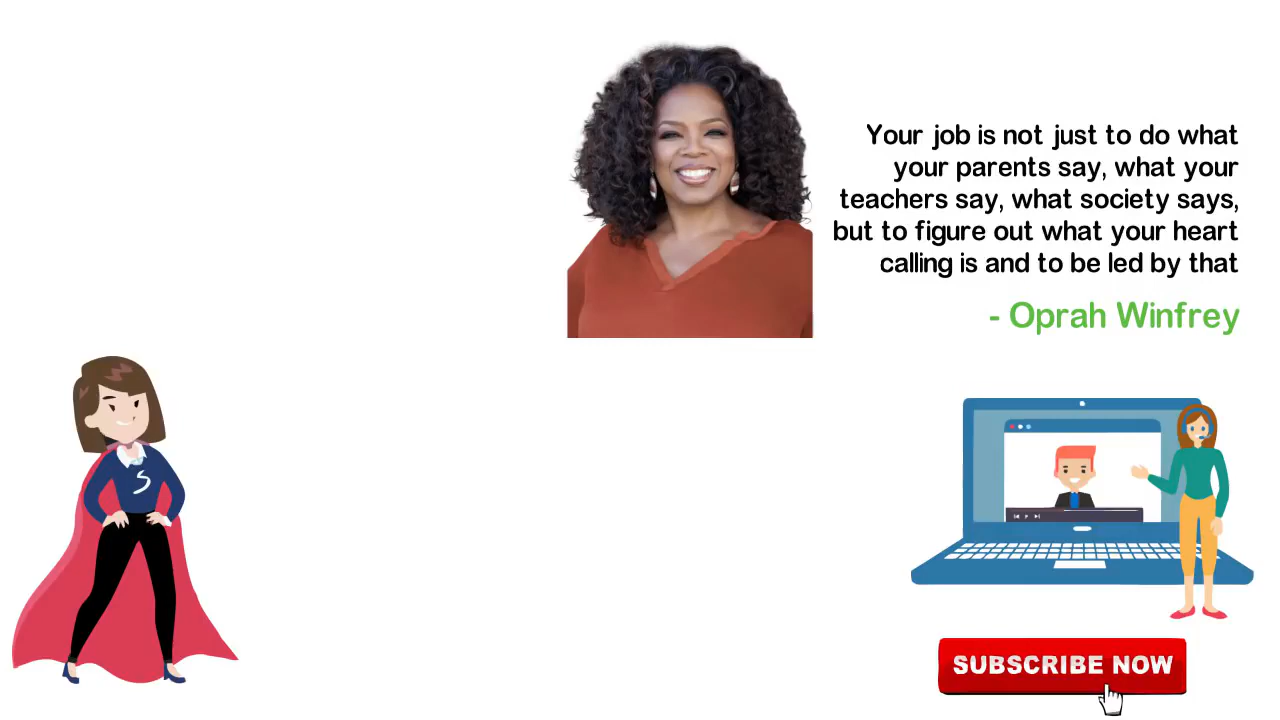 Your job is not just to do what
your parents say, what your
teachers say, what society says,
but to figure out what your heart
calling is and to be led by that
- Oprah Winfrey
S
SUBSCRIBE NOW